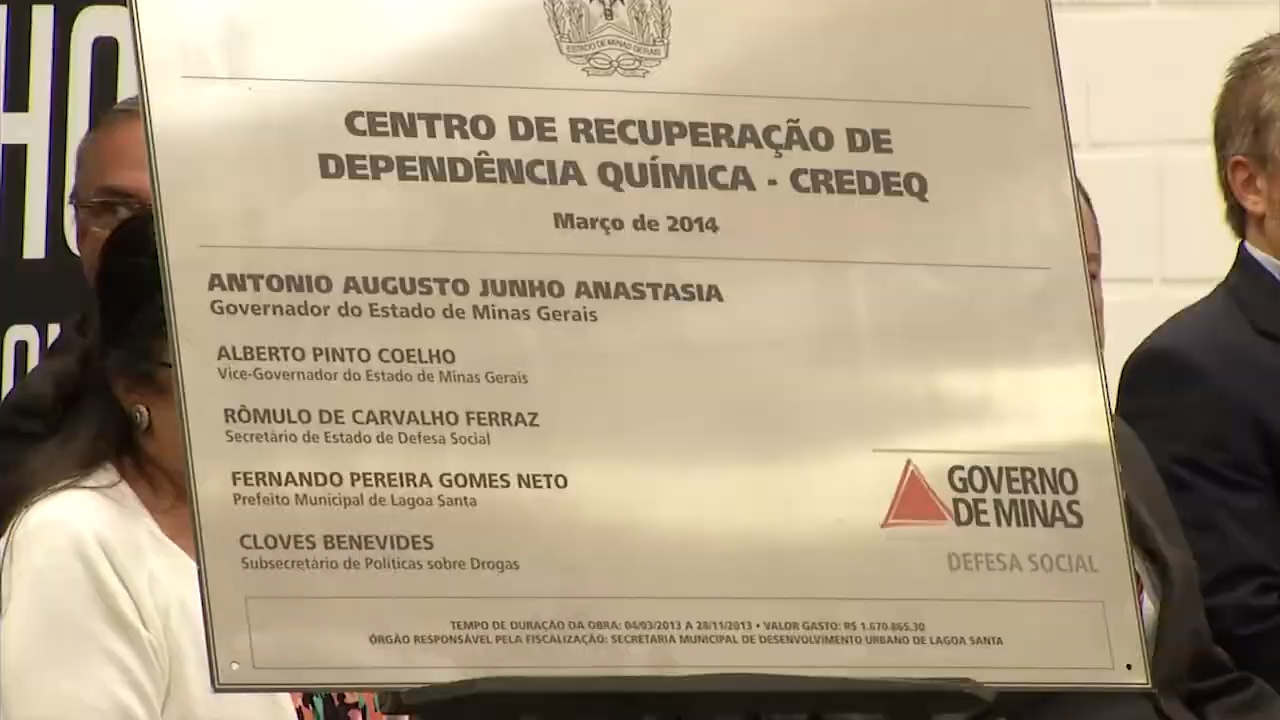 HO
ESTADO DE MINAS GERAIS
CENTRO DE RECUPERAÇÃO DE
DEPENDÊNCIA QUÍMICA - CREDEQ
Março de 2014
ANTONIO AUGUSTO JUNHO ANASTASIA
Governador do Estado de Minas Gerais
ALBERTO PINTO COELHO
Vice-Governador do Estado de Minas Gerais
RÔMULO DE CARVALHO FERRAZ
Secretário de Estado de Defesa Social
FERNANDO PEREIRA GOMES NETO
Prefeito Municipal de Lagoa Santa
CLOVES BENEVIDES
Subsecretário de Políticas sobre Drogas
GOVERNO
DE MINAS
DEFESA SOCIAL
TEMPO DE DURAÇÃO DA OBRA: 04/03/2013 A 28/11/2013 • VALOR GASTO: R$ 1.670.865,30
ÓRGÃO RESPONSÁVEL PELA FISCALIZAÇÃO: SECRETARIA MUNICIPAL DE DESENVOLVIMENTO URBANO DE LAGOA SANTA